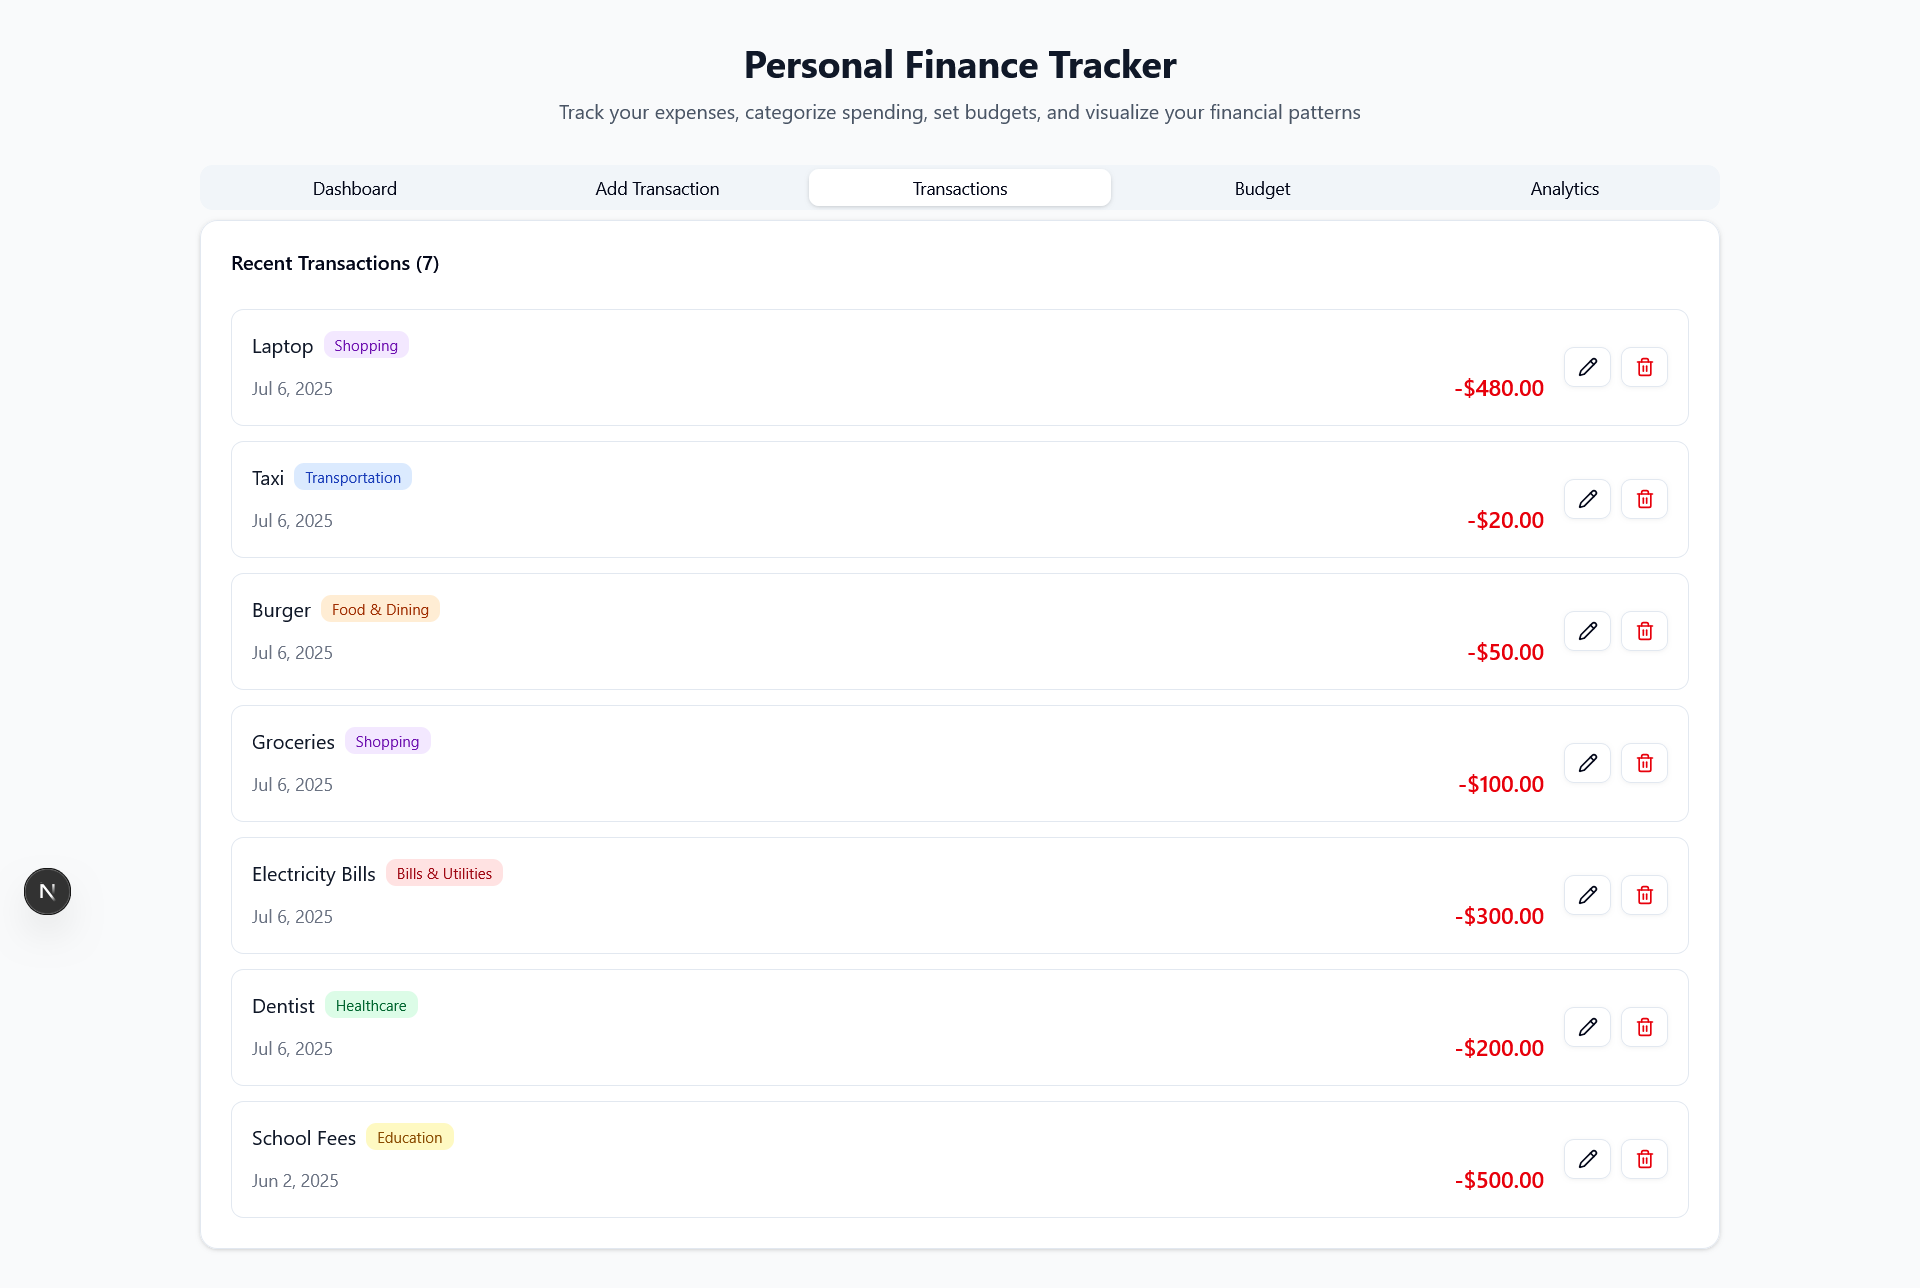 Personal Finance Tracker
Track your expenses, categorize spending, set budgets, and visualize your financial patterns
Dashboard Add Transaction Transactions Budget Analytics
Recent Transactions (7)
Laptop Shopping
Jul 6, 2025
-$480.00
Taxi Transportation
Jul 6, 2025
-$20.00
Burger Food & Dining
Jul 6, 2025
-$50.00
Groceries Shopping
Jul 6, 2025
-$100.00
Electricity Bills Bills & Utilities
Jul 6, 2025
-$300.00
Dentist Healthcare
Jul 6, 2025
-$200.00
School Fees Education
Jun 2, 2025
-$500.00
N